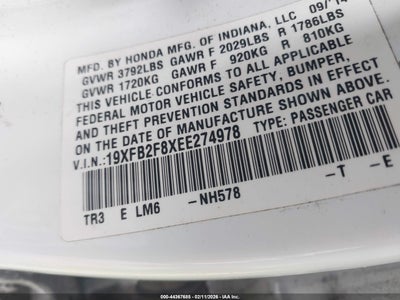 MFD. BY HONDA MFG. OF INDIANA, LLC 09/14
GVWR 3792LBS GAWR F 2029LBS R 1786LBS
GVWR 1720KG GAWR F 920KG R 810KG
THIS VEHICLE CONFORMS TO ALL APPLICABLE
FEDERAL MOTOR VEHICLE SAFETY, BUMPER,
AND THEFT PREVENTION STANDARDS IN EFFECT
ON THE DATE OF MANUFACTURE SHOWN ABOVE.
V.I.N.: 19XFB2F8XEE274978 TYPE: PASSENGER CAR
TR3 E LM6 -NH578 -T -E
000-44367685 - 02/11/2026 - IAA Inc.